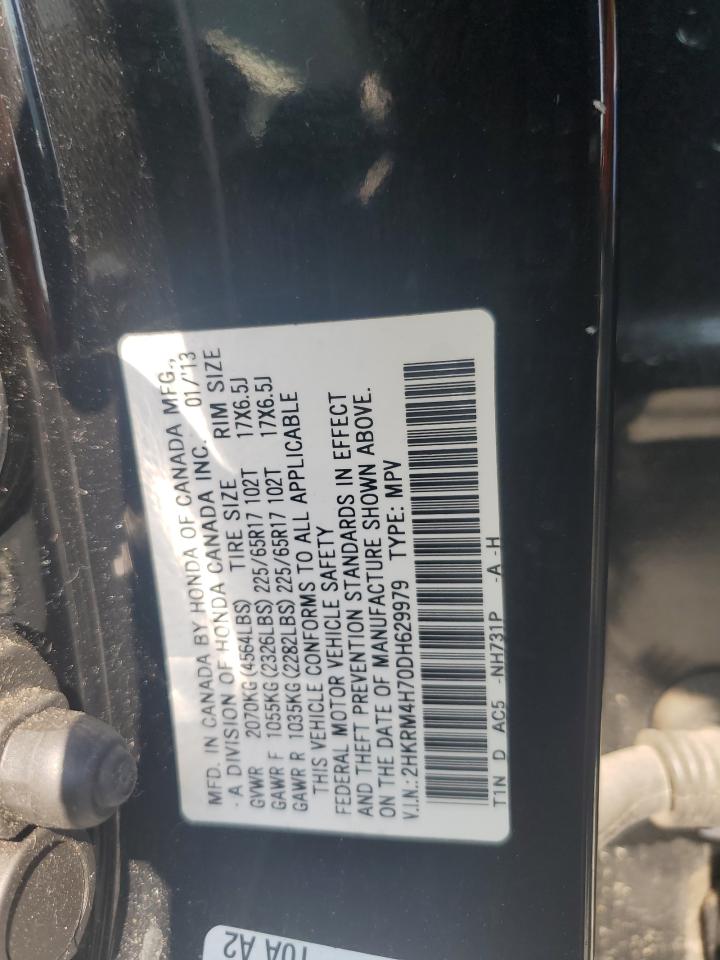 MFD. IN CANADA BY HONDA OF CANADA MFG.,
-A DIVISION OF HONDA CANADA INC. 01/'13
GVWR 2070KG(4564LBS) TIRE SIZE RIM SIZE
GAWR F 1055KG(2326LBS) 225/65R17 102T 17X6.5J
GAWR R 1035KG(2282LBS) 225/65R17 102T 17X6.5J
THIS VEHICLE CONFORMS TO ALL APPLICABLE
FEDERAL MOTOR VEHICLE SAFETY
AND THEFT PREVENTION STANDARDS IN EFFECT
ON THE DATE OF MANUFACTURE SHOWN ABOVE.
V.I.N.:2HKRM4H70DH629979 TYPE: MPV
T1N D AC5 -NH731P -A-H
A2